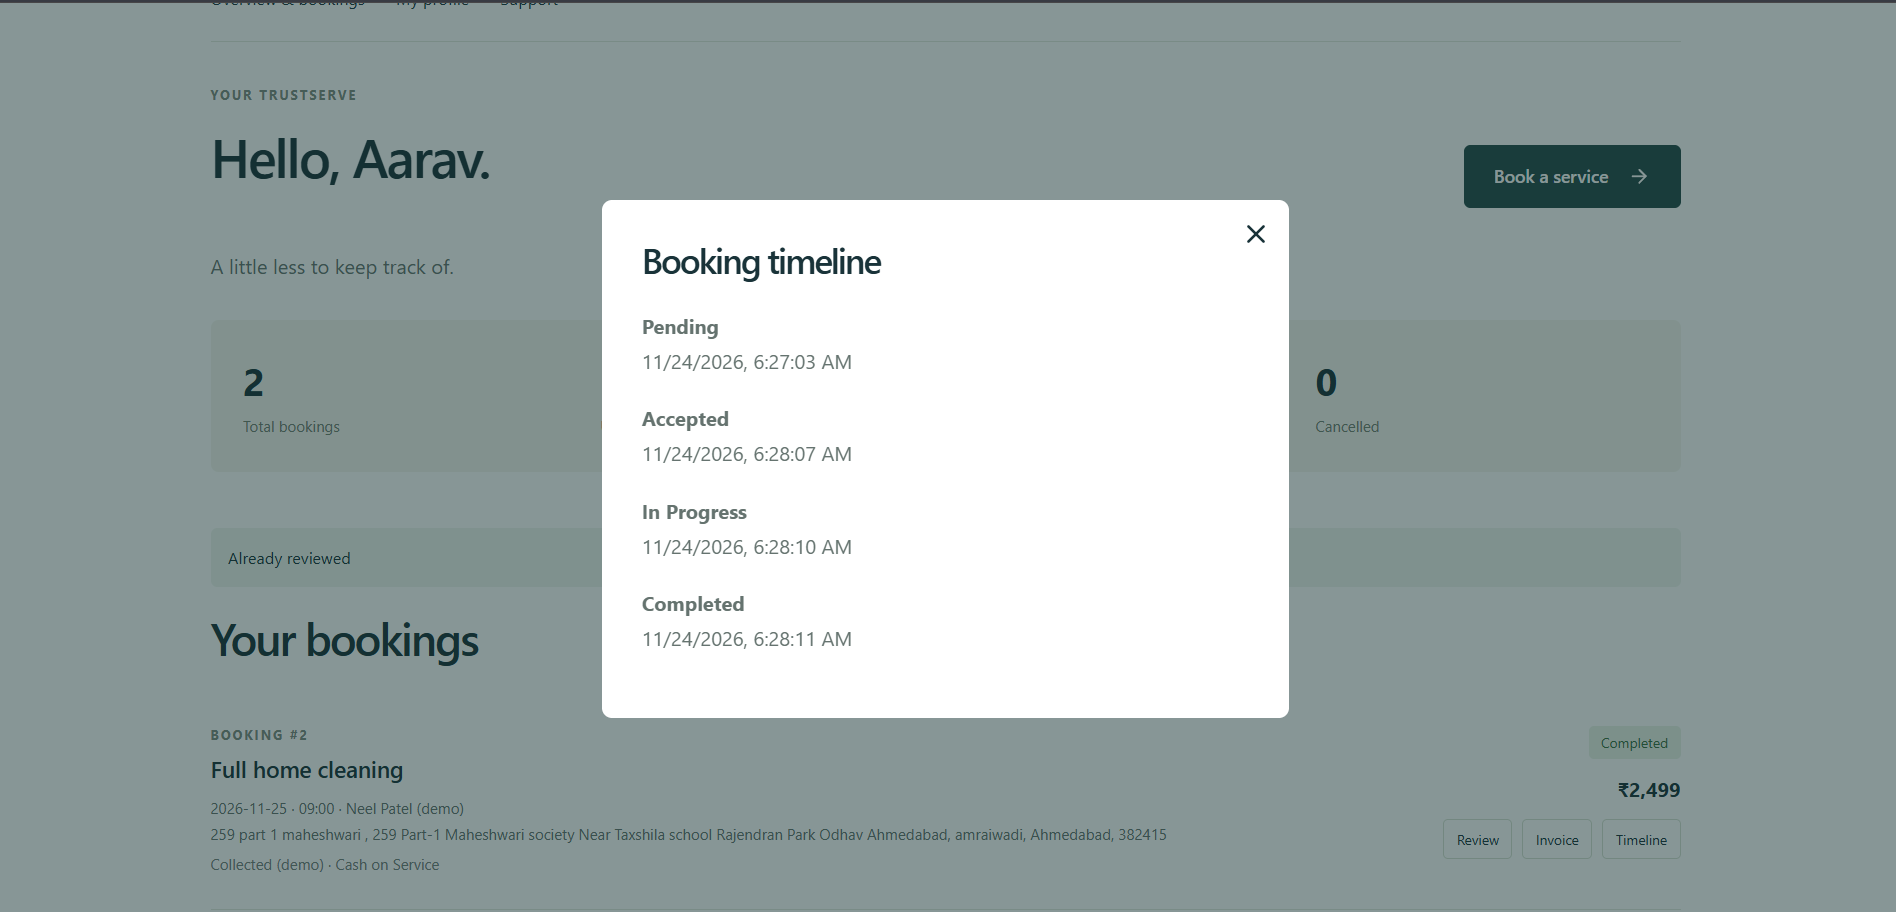 Overview & bookings My profile Support
YOUR TRUSTSERVE
Hello, Aarav.
Book a service
A little less to keep track of.
2
Total bookings
0
Cancelled
Already reviewed
Booking timeline
Pending
11/24/2026, 6:27:03 AM
Accepted
11/24/2026, 6:28:07 AM
In Progress
11/24/2026, 6:28:10 AM
Completed
11/24/2026, 6:28:11 AM
Your bookings
BOOKING #2
Full home cleaning
2026-11-25 · 09:00 · Neel Patel (demo)
259 part 1 maheshwari , 259 Part-1 Maheshwari society Near Taxshila school Rajendran Park Odhav Ahmedabad, amraiwadi, Ahmedabad, 382415
Collected (demo) · Cash on Service
Completed
₹2,499
Review Invoice Timeline